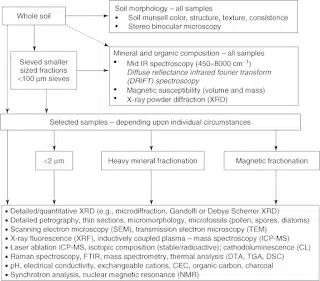 Whole soil
Soil morphology – all samples
• Soil munsell color, structure, texture, consistence
• Stereo binocular microscopy
Sieved smaller
sized fractions
<100 μm sieves
Mineral and organic composition – all samples
• Mid IR spectroscopy (450–8000 cm⁻¹)
Diffuse reflectance infrared fourier transform
(DRIFT) spectroscopy
• Magnetic susceptibility (volume and mass)
• X-ray powder diffraction (XRD)
Selected samples – depending upon individual circumstances
<2 μm
Heavy mineral fractionation
Magnetic fractionation
• Detailed/quantitative XRD (e.g., microdiffraction, Gandolfi or Debye Scherrer XRD)
• Detailed petrography, thin sections, micromorphology, microfossils (pollen, spores, diatoms)
• Scanning electron microscopy (SEM), transmission electron microscopy (TEM)
• X-ray fluorescence (XRF), inductively coupled plasma – mass spectroscopy (ICP-MS)
• Laser ablation ICP-MS, isotopic composition (stable/radioactive); cathodoluminescence (CL)
• Raman spectroscopy, FTIR, mass spectrometry, thermal analysis (DTA, TGA, DSC)
• pH, electrical conductivity, exchangeable cations, CEC, organic carbon, charcoal
• Synchrotron analysis, nuclear magnetic resonance (NMR)